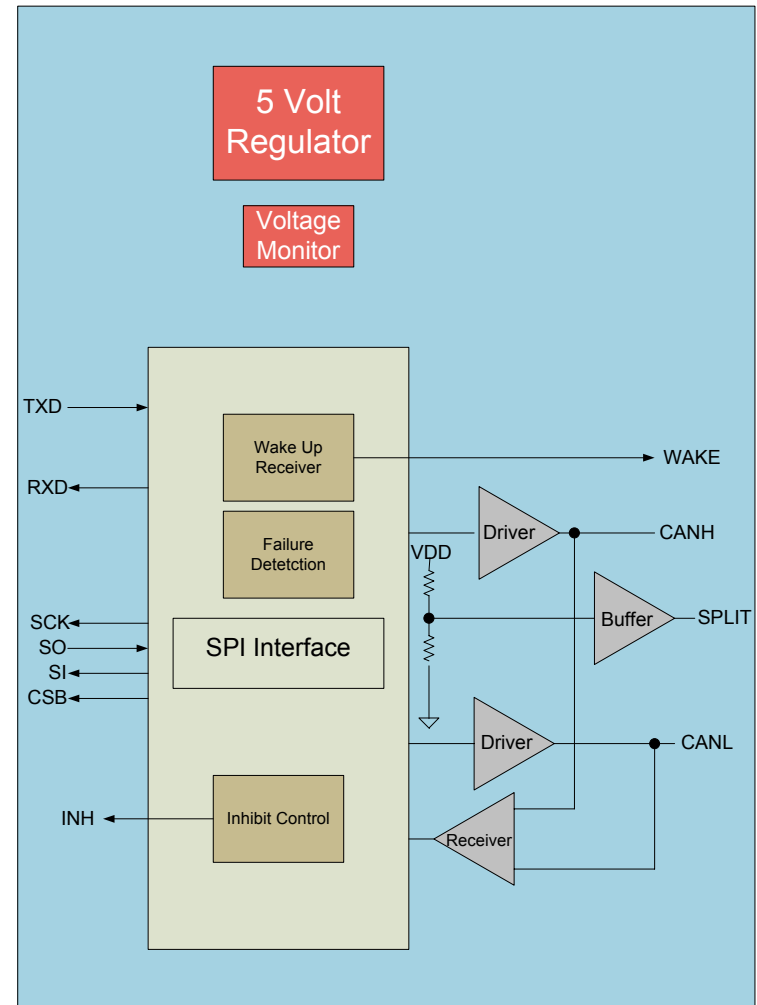 5 Volt
Regulator
Voltage
Monitor
TXD
Wake Up
Receiver
WAKE
RXD
Driver
CANH
Failure
Detetction
VDD
SCK
Buffer
SPLIT
SO
SPI Interface
SI
CSB
Driver
CANL
INH
Inhibit Control
Receiver